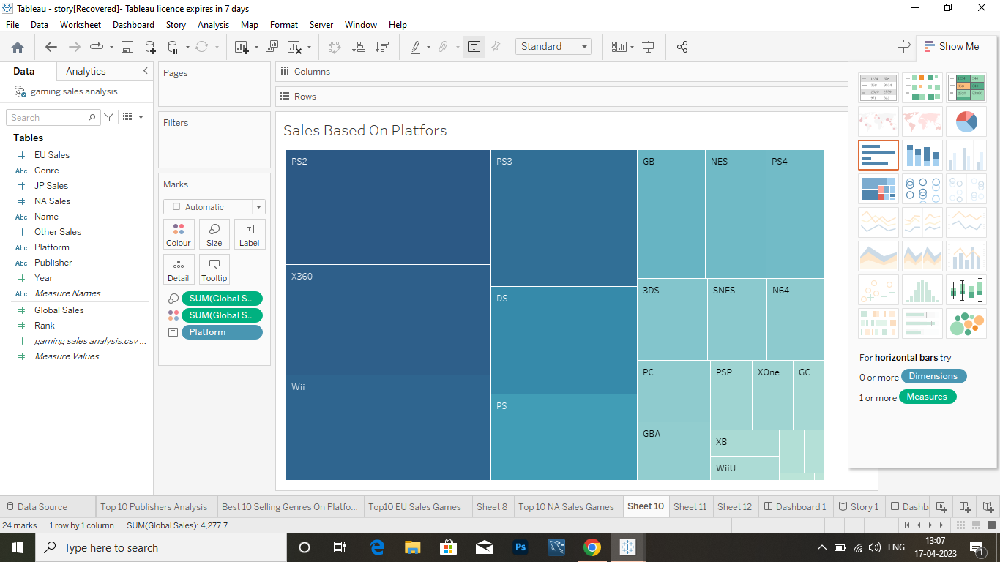 Tableau - story[Recovered]- Tableau licence expires in 7 days
File Data Worksheet Dashboard Story Analysis Map Format Server Window Help
Standard
Show Me
Data Analytics
gaming sales analysis
Search
Tables
EU Sales
Abc Genre
JP Sales
NA Sales
Abc Name
Other Sales
Abc Platform
Abc Publisher
Year
Abc Measure Names
Global Sales
Rank
gaming sales analysis.csv ...
Measure Values
Pages
Filters
Marks
Automatic
Colour Size Label
Detail Tooltip
SUM(Global S..
SUM(Global S..
Platform
Columns
Rows
Sales Based On Platfors
PS2 PS3 GB NES PS4
X360 DS 3DS SNES N64
Wii PS PC PSP XOne GC
GBA XB
WiiU
For horizontal bars try
0 or more Dimensions
1 or more Measures
Data Source Top 10 Publishers Analysis Best 10 Selling Genres On Platfo... Top10 EU Sales Games Sheet 8 Top 10 NA Sales Games Sheet 10 Sheet 11 Sheet 12 Dashboard 1 Story 1 Dashb
24 marks 1 row by 1 column SUM(Global Sales): 4,277.7
Type here to search
Ps
ENG
13:07
17-04-2023
1